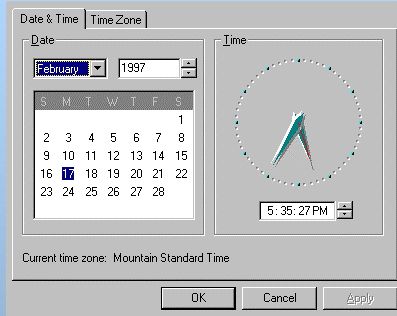 Date & Time
Time Zone
Date
February
1997
S M T W T F S
1
2 3 4 5 6 7 8
9 10 11 12 13 14 15
16 17 18 19 20 21 22
23 24 25 26 27 28
Time
5:35:27 PM
Current time zone: Mountain Standard Time
OK
Cancel
Apply